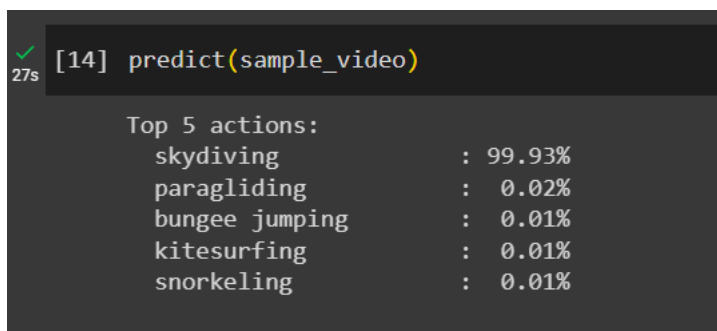 [14] predict(sample_video)
27s
Top 5 actions:
skydiving : 99.93%
paragliding : 0.02%
bungee jumping : 0.01%
kitesurfing : 0.01%
snorkeling : 0.01%